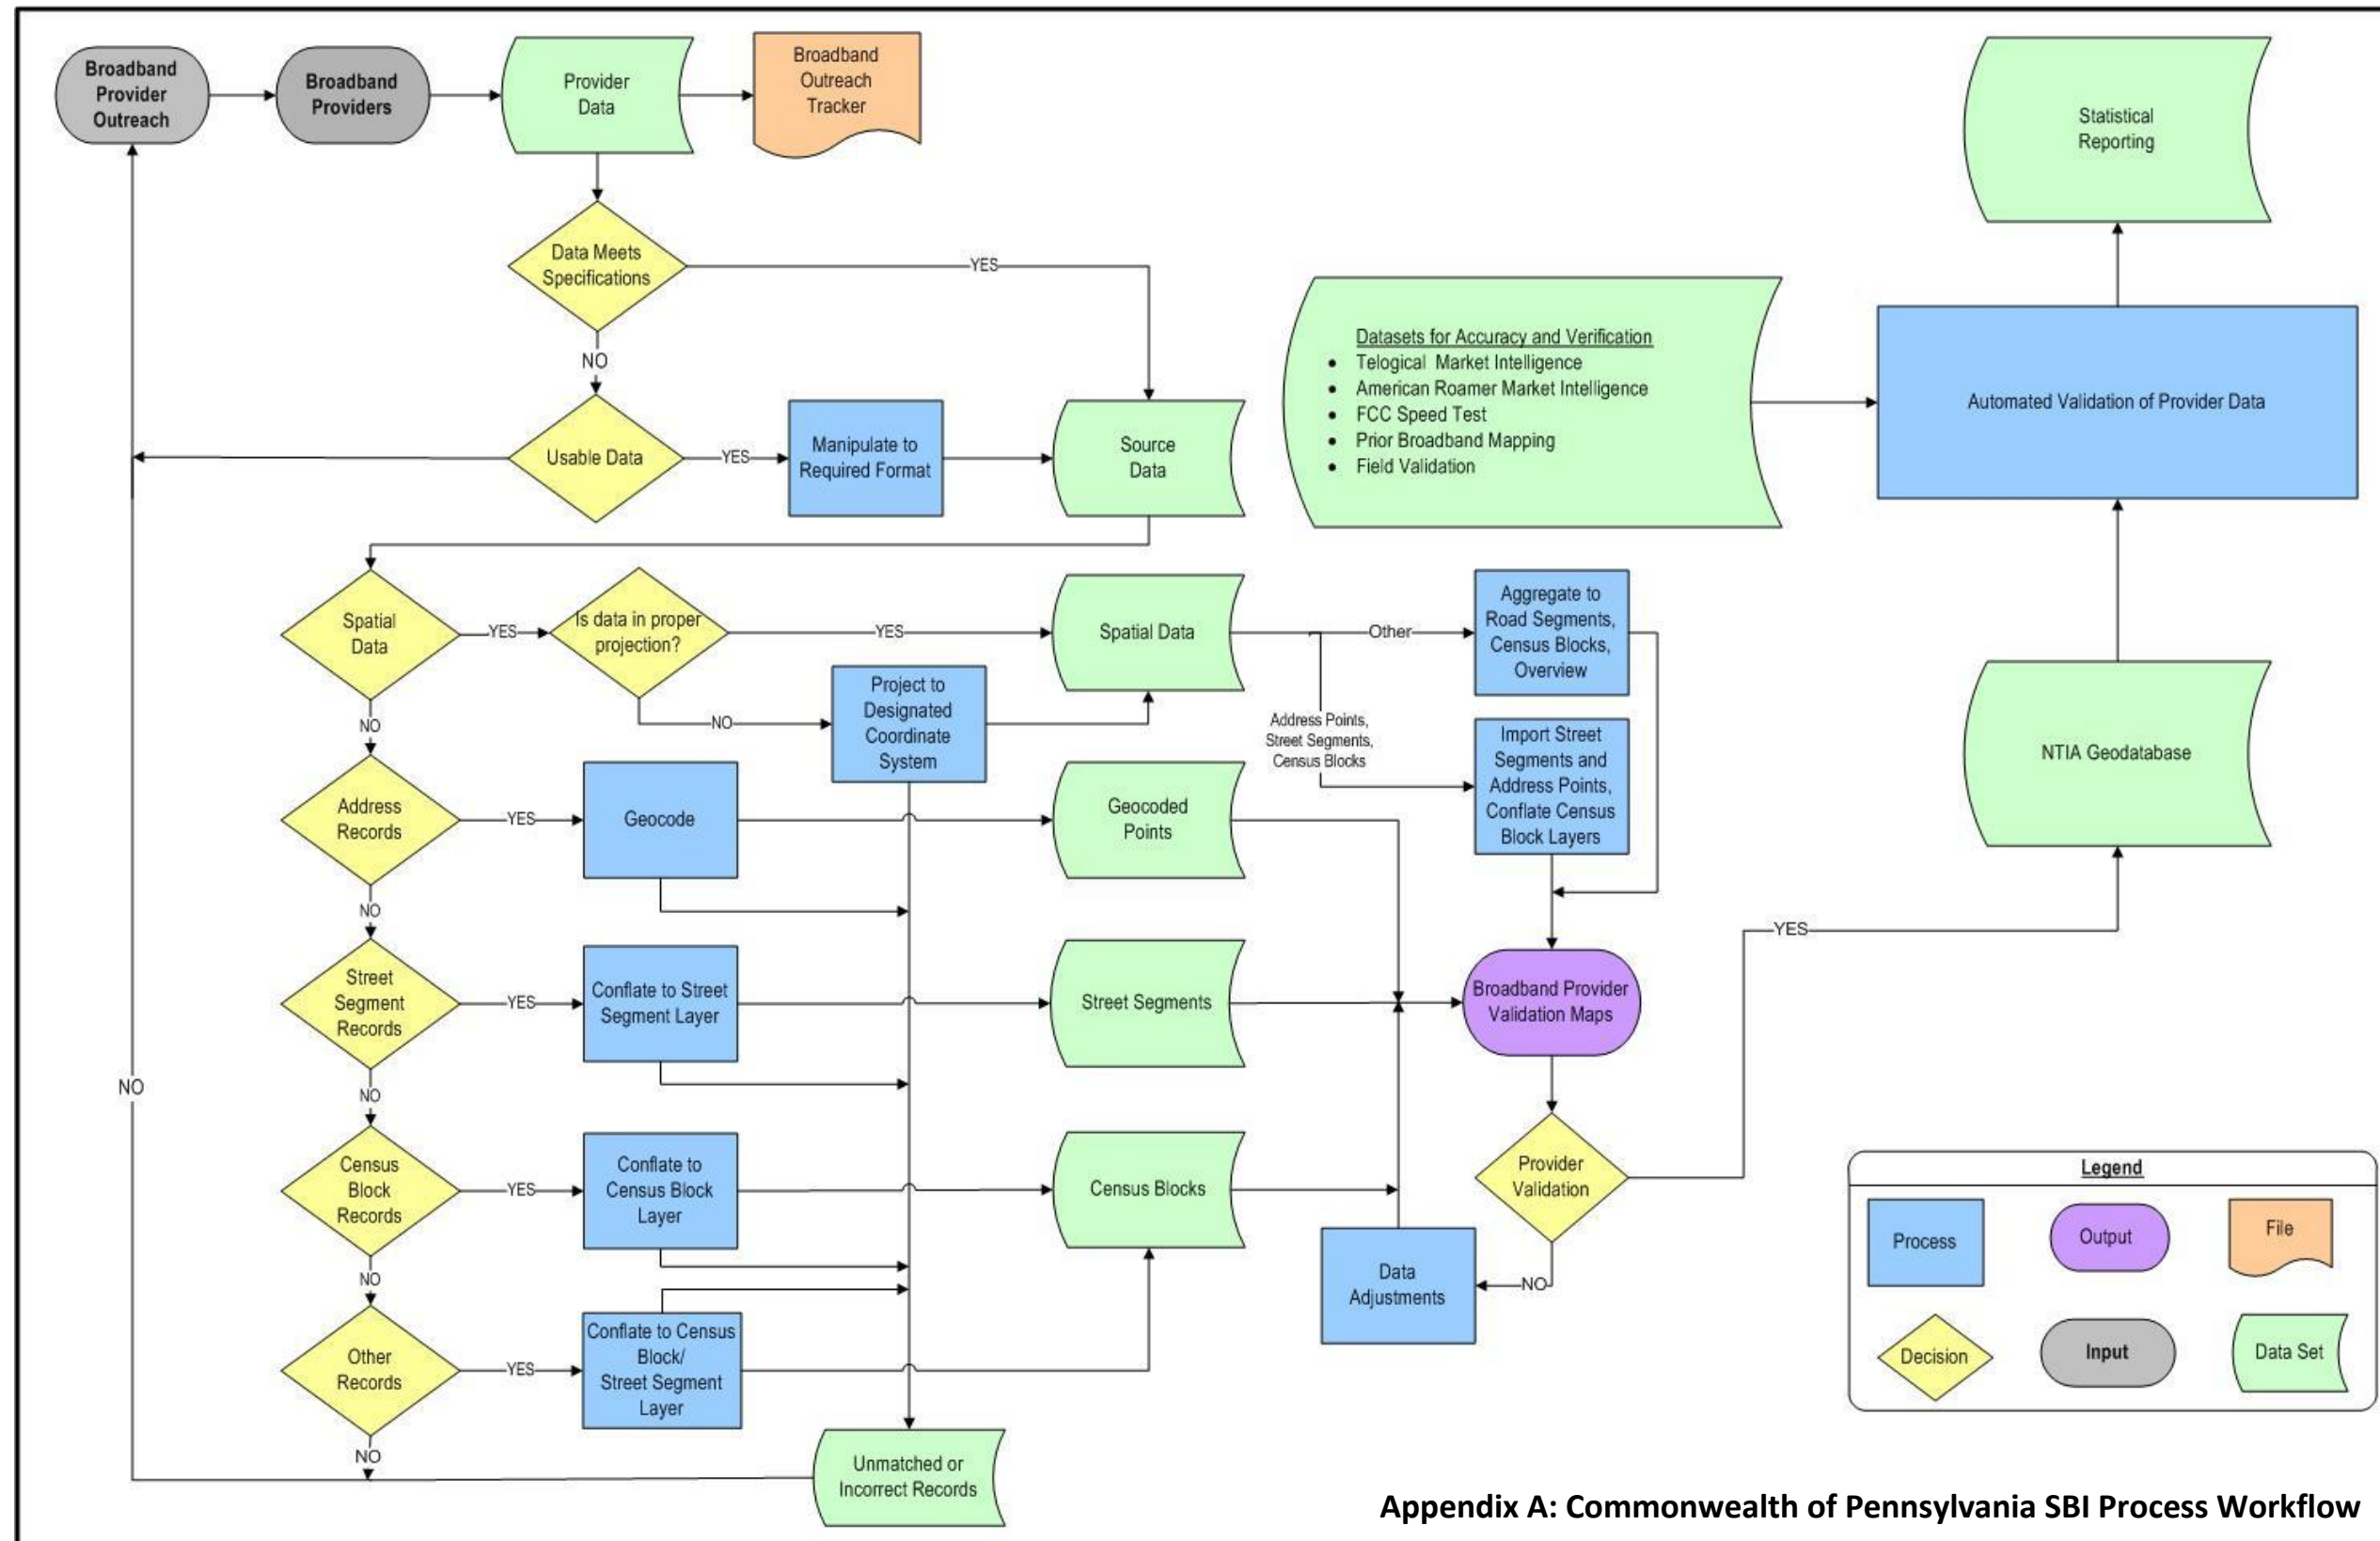 Broadband
Provider
Outreach
Broadband
Providers
Provider
Data
Broadband
Outreach
Tracker
Statistical
Reporting
Data Meets
Specifications
YES
NO
Datasets for Accuracy and Verification
• Telogical Market Intelligence
• American Roamer Market Intelligence
• FCC Speed Test
• Prior Broadband Mapping
• Field Validation
Automated Validation of Provider Data
Usable Data
YES
Manipulate to
Required Format
Source
Data
Spatial
Data
YES
Is data in proper
projection?
YES
Spatial Data
Other
Aggregate to
Road Segments,
Census Blocks,
Overview
NO
NO
Project to
Designated
Coordinate
System
Address Points,
Street Segments,
Census Blocks
Import Street
Segments and
Address Points,
Conflate Census
Block Layers
NTIA Geodatabase
Address
Records
YES
Geocode
Geocoded
Points
NO
YES
Street
Segment
Records
YES
Conflate to Street
Segment Layer
Street Segments
Broadband Provider
Validation Maps
NO
NO
Census
Block
Records
YES
Conflate to
Census Block
Layer
Census Blocks
Provider
Validation
NO
Data
Adjustments
NO
Other
Records
YES
Conflate to Census
Block/
Street Segment
Layer
NO
Unmatched or
Incorrect Records
Legend
Process
Output
File
Decision
Input
Data Set
Appendix A: Commonwealth of Pennsylvania SBI Process Workflow